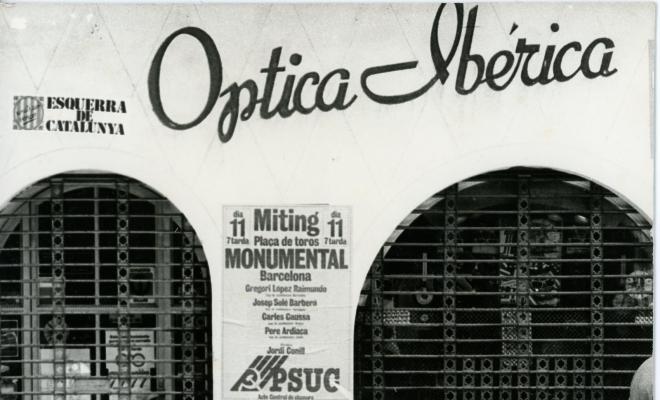 Optica Ibérica
ESQUERRA
DE
CATALUNYA
dia
11
7 tarda
Miting
dia
11
7 tarda
Plaça de toros
MONUMENTAL
Barcelona
Gregori López Raimundo
Josep Solé Barberà
Carles Caussa
Pere Ardiaca
Jordi Conill
PSUC